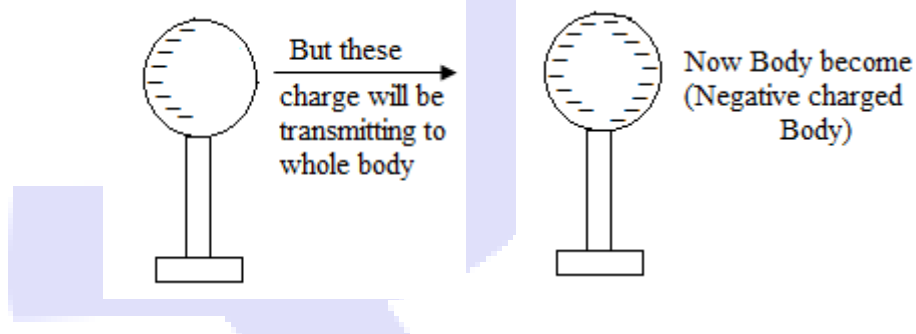 But these
charge will be
transmitting to
whole body
Now Body become
(Negative charged
Body)